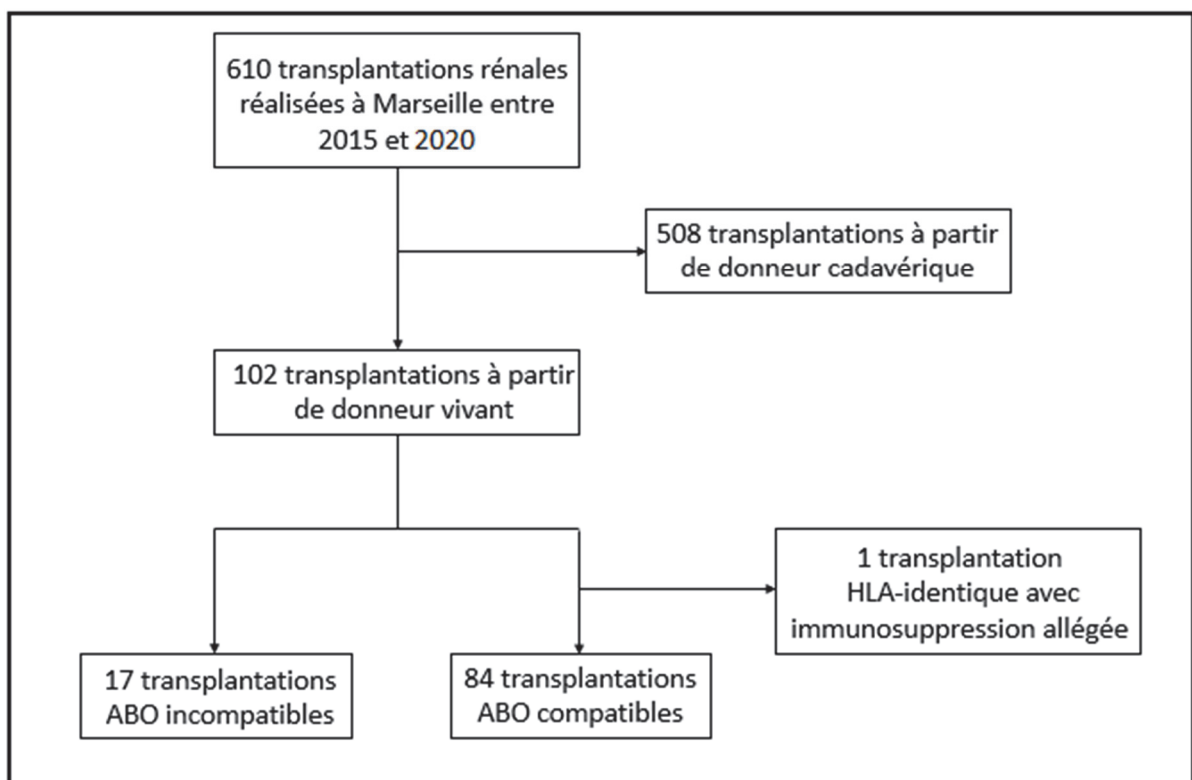 610 transplantations rénales
réalisées à Marseille entre
2015 et 2020
508 transplantations à partir
de donneur cadavérique
102 transplantations à partir
de donneur vivant
1 transplantation
HLA-identique avec
immunosuppression allégée
17 transplantations
ABO incompatibles
84 transplantations
ABO compatibles